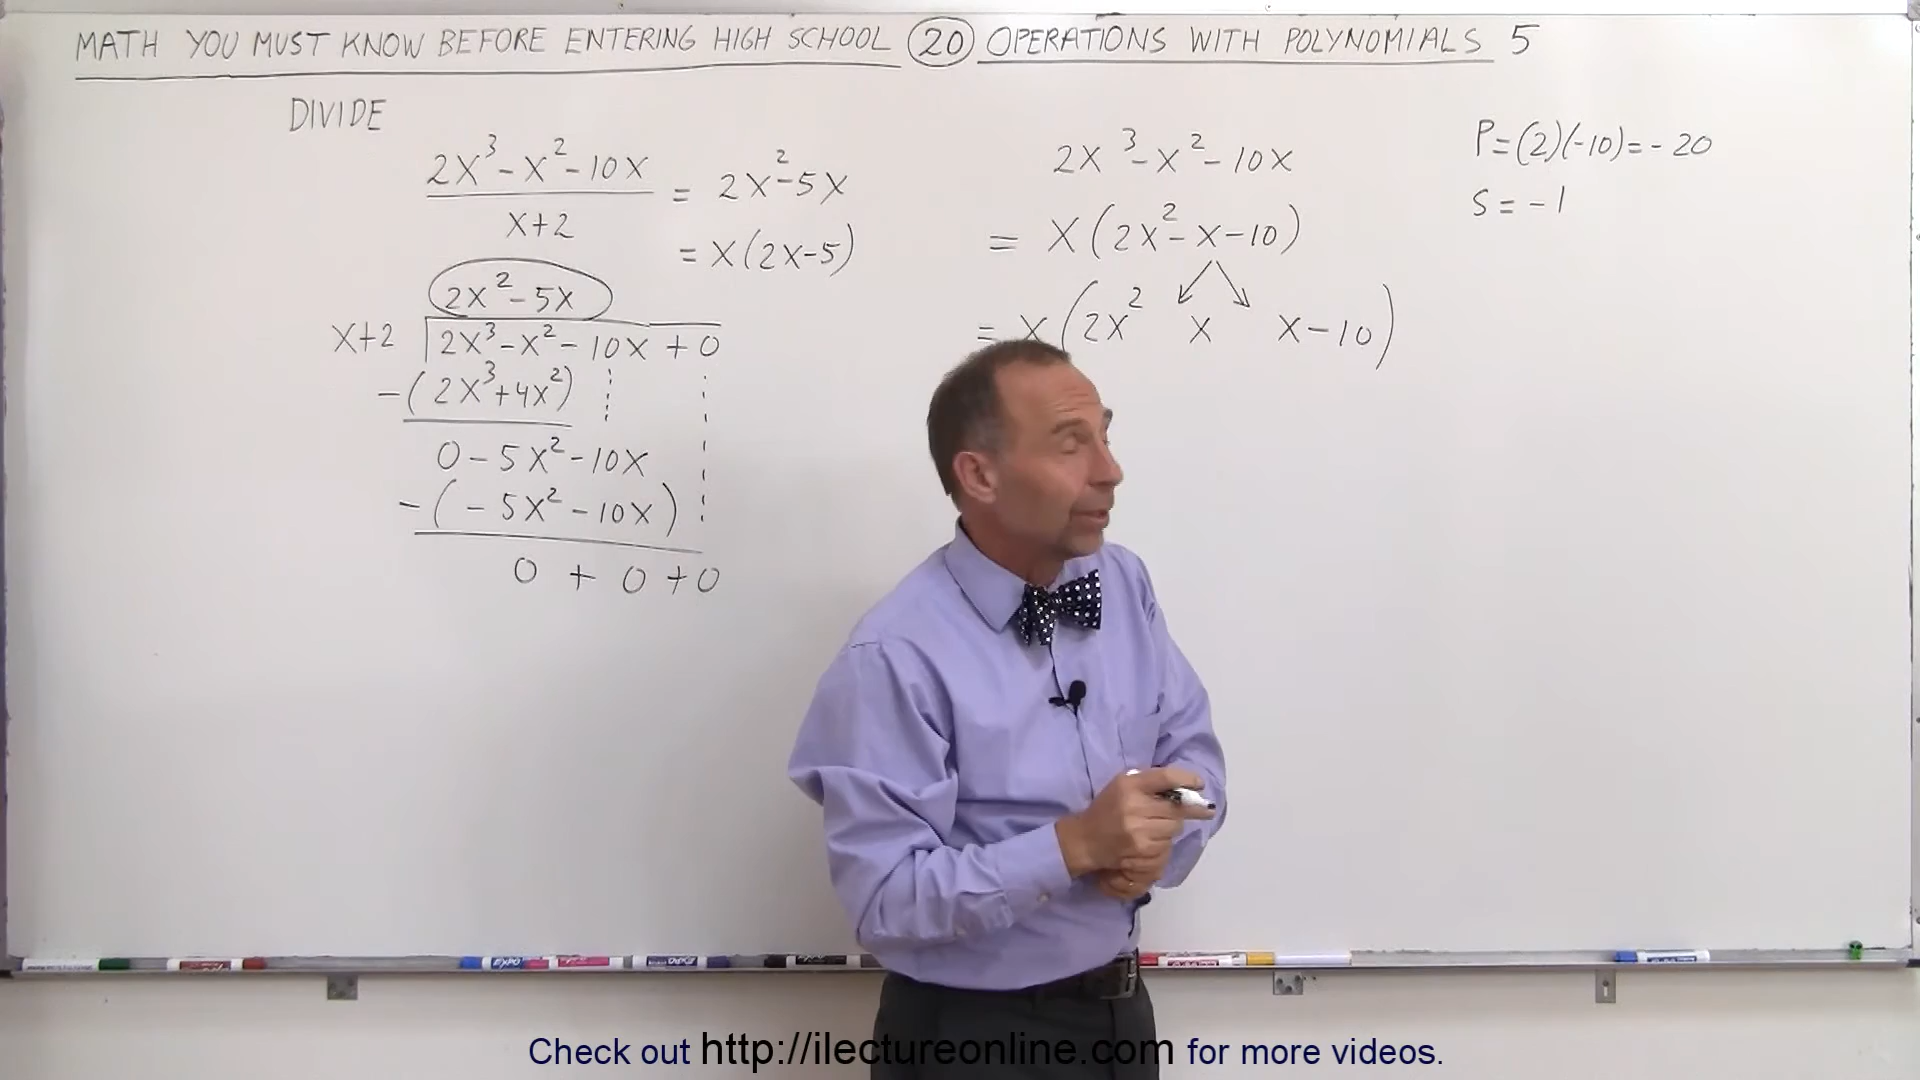 MATH YOU MUST KNOW BEFORE ENTERING HIGH SCHOOL 20 OPERATIONS WITH POLYNOMIALS 5
DIVIDE
2X³-X²-10X
X+2
= 2X²-5X
= X(2X-5)
2X²-5X
X+2
2X³-X²-10X+0
-(2X³+4X²)
0-5X²-10X
-(-5X²-10X)
0+0+0
2X³-X²-10X
= X(2X²-X-10)
= X(2X² X X-10)
P=(2)(-10)=-20
S=-1
EXPO
Check out http://ilectureonline.com for more videos.